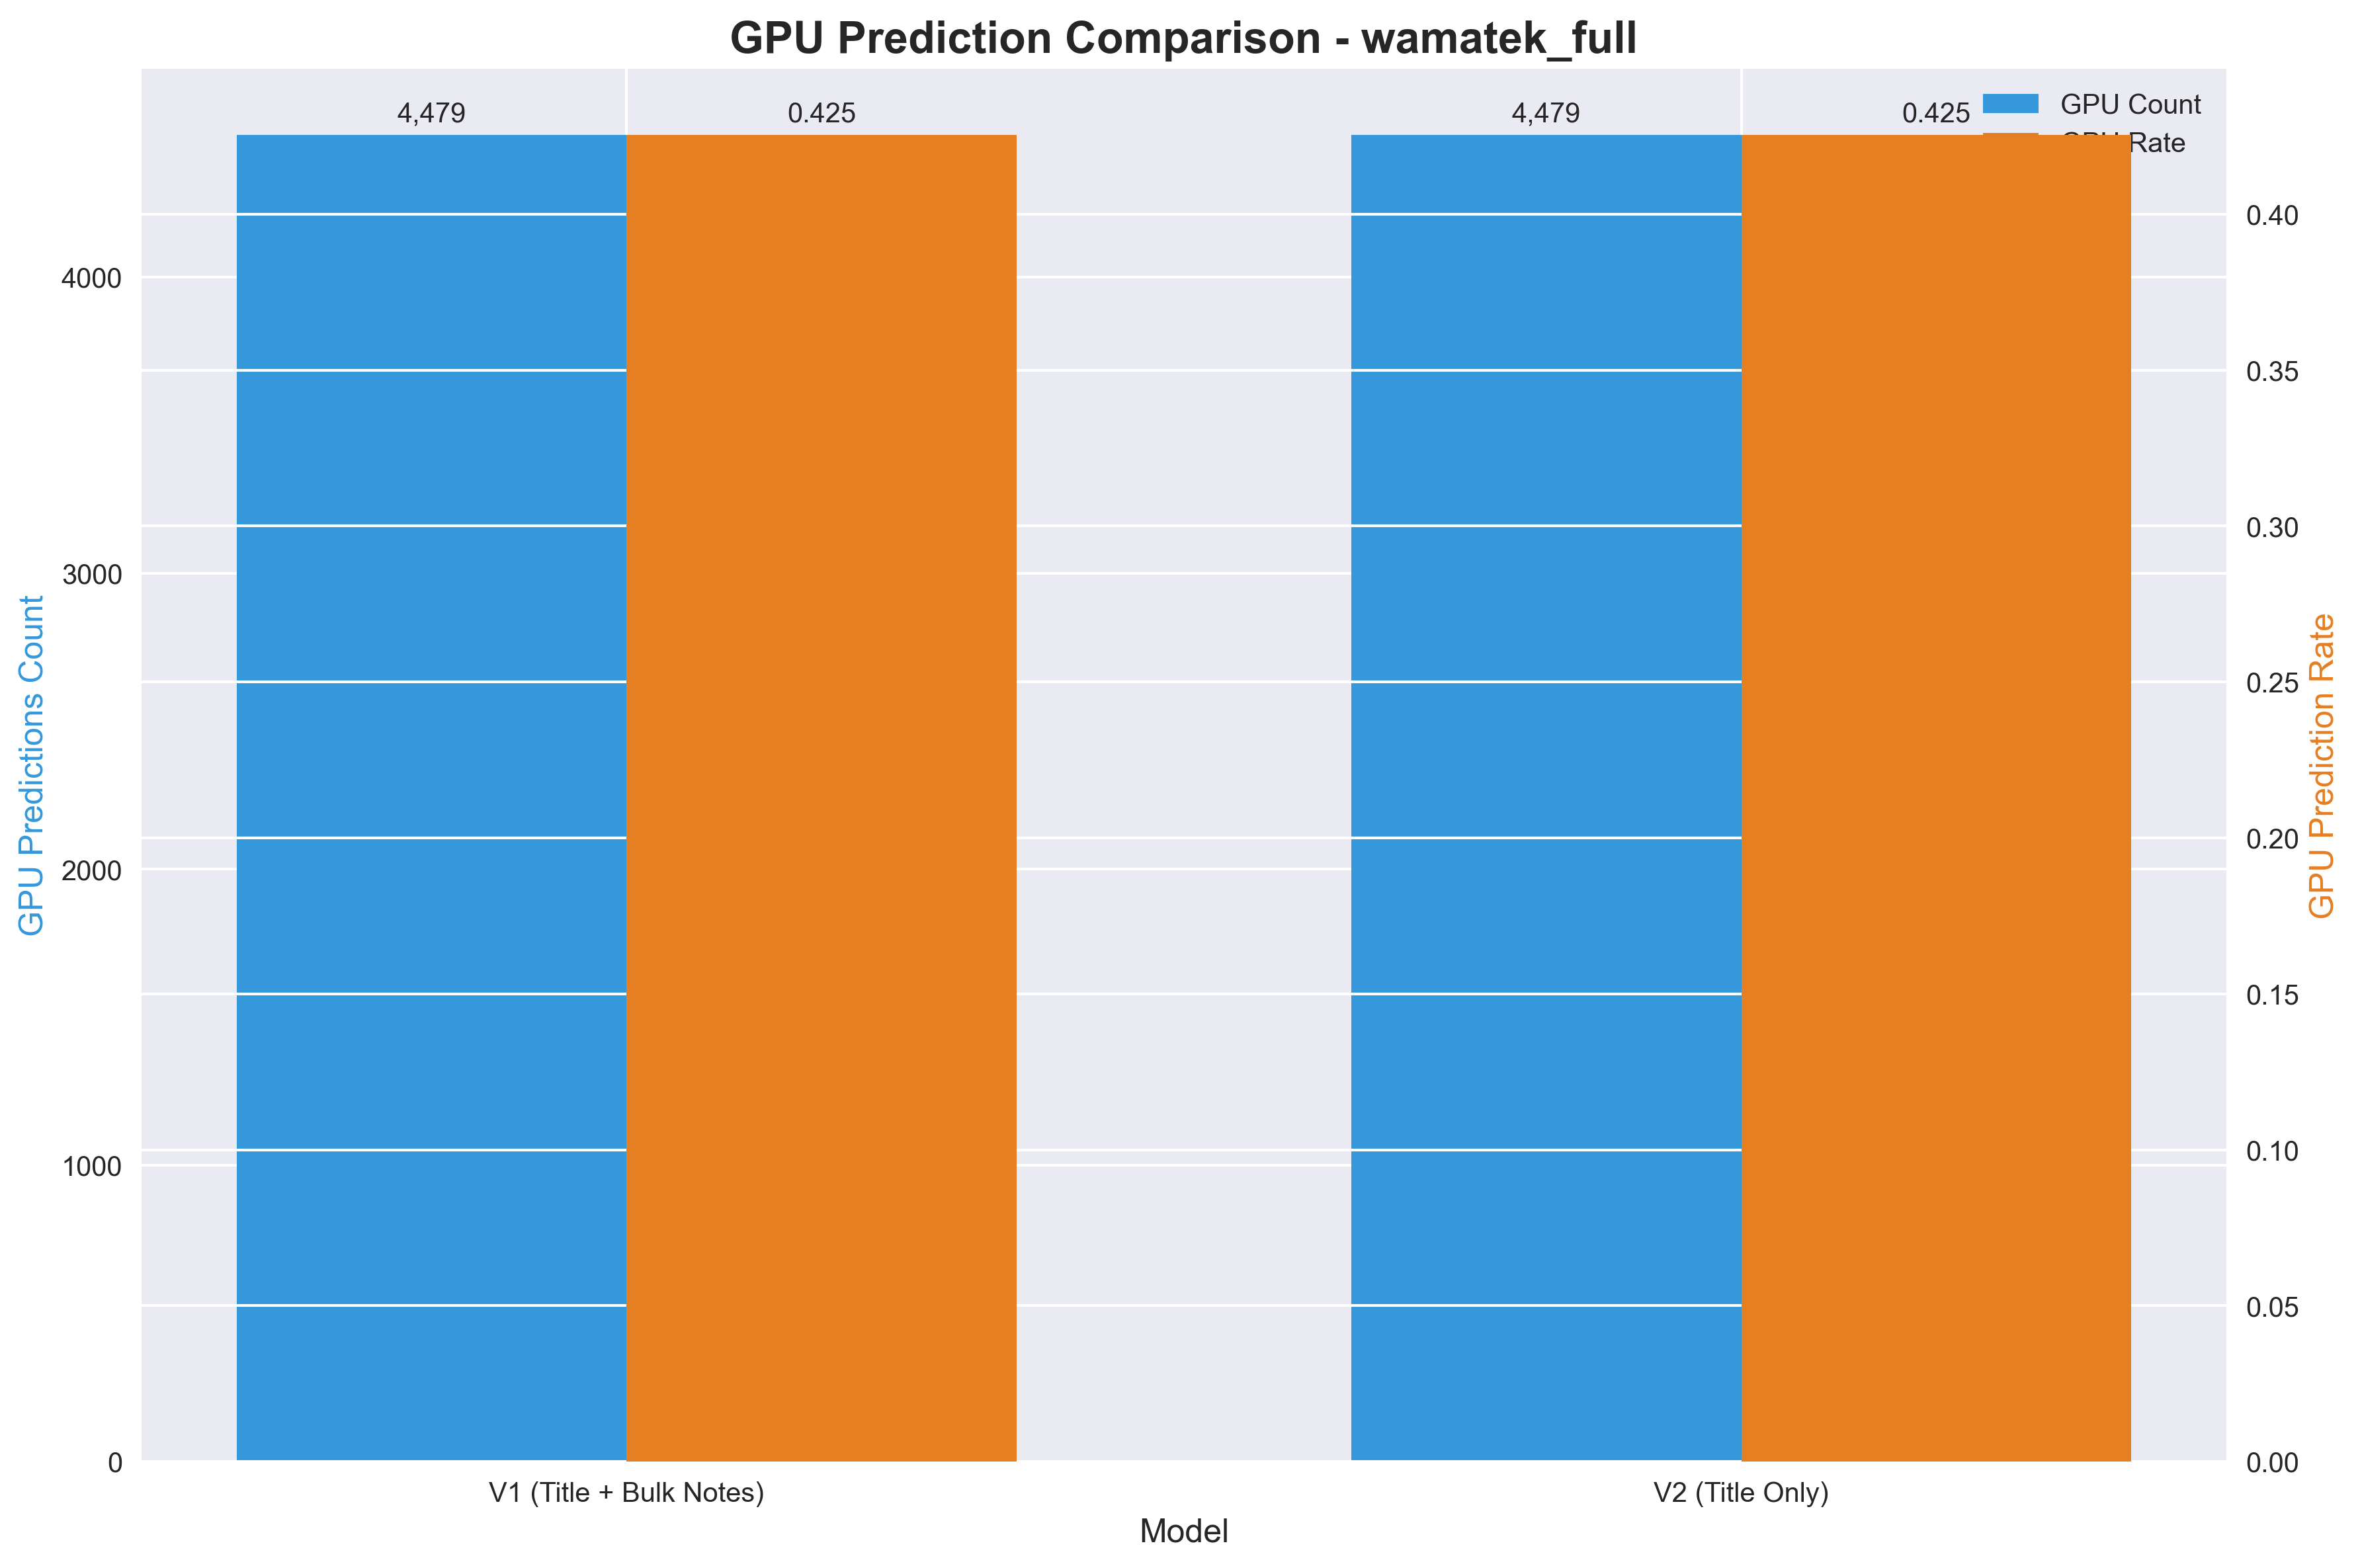 GPU Prediction Comparison - wamatek_full
4,479
0.425
4,479
0.425
GPU Count
Rate
4000
3000
2000
1000
0
GPU Predictions Count
0.40
0.35
0.30
0.25
0.20
0.15
0.10
0.05
0.00
GPU Prediction Rate
V1 (Title + Bulk Notes)
V2 (Title Only)
Model